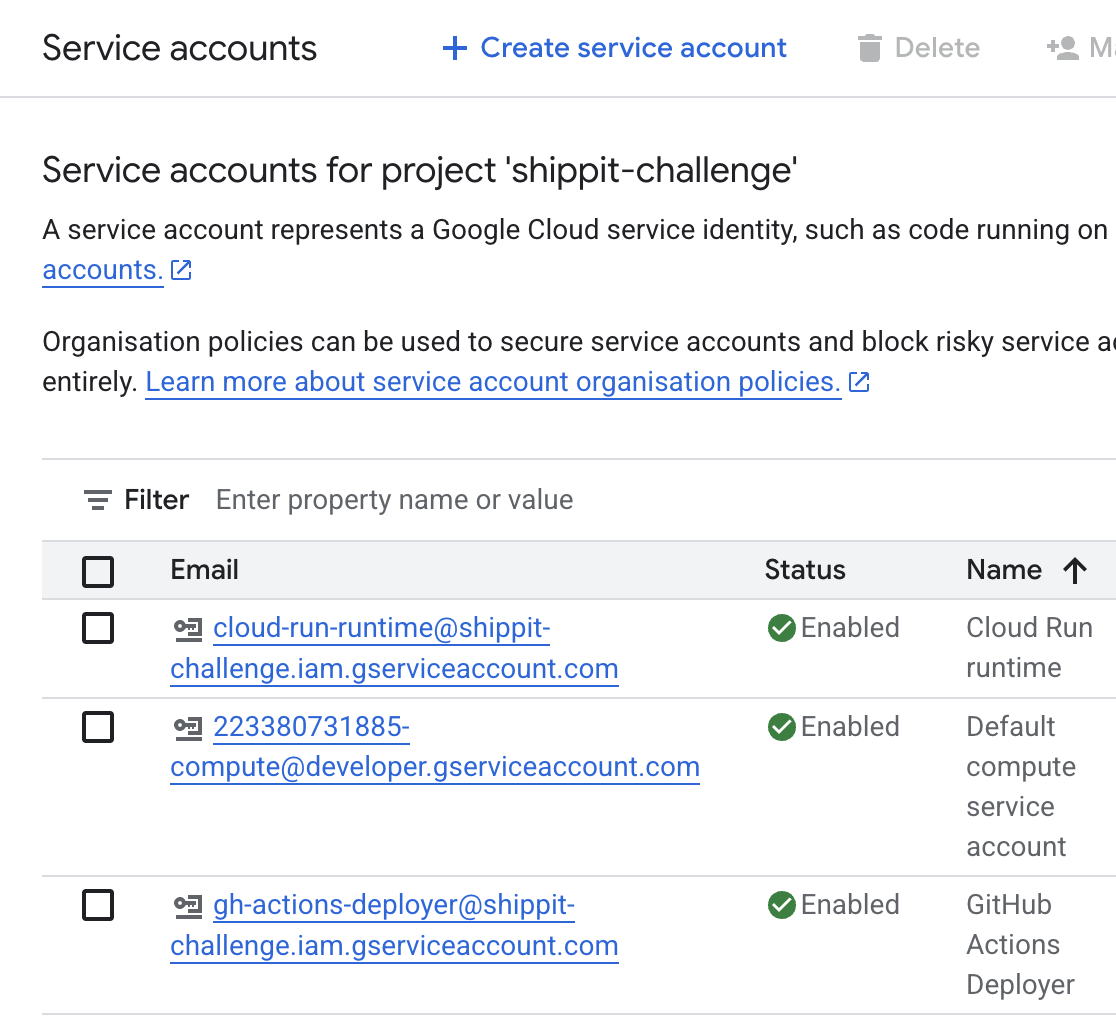 Service accounts
Create service account
Delete
Service accounts for project 'shippit-challenge'
A service account represents a Google Cloud service identity, such as code running on
accounts.
Organisation policies can be used to secure service accounts and block risky service
entirely. Learn more about service account organisation policies.
Filter Enter property name or value
Email Status Name
cloud-run-runtime@shippit-
challenge.iam.gserviceaccount.com
Enabled
Cloud Run
runtime
223380731885-
compute@developer.gserviceaccount.com
Enabled
Default
compute
service
account
gh-actions-deployer@shippit-
challenge.iam.gserviceaccount.com
Enabled
GitHub
Actions
Deployer